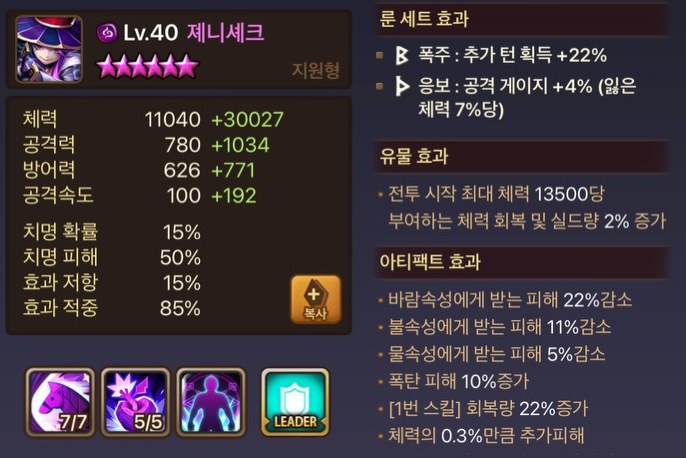 Lv.40 졔니셰크
지원형
체력 11040 +30027
공격력 780 +1034
방어력 626 +771
공격속도 100 +192
치명 확률 15%
치명 피해 50%
효과 저항 15%
효과 적중 85%
복사
7/7
5/5
LEADER
룬 세트 효과
폭주 : 추가 턴 획득 +22%
응보 : 공격 게이지 +4% (잃은
체력 7%당)
유물 효과
• 전투 시작 최대 체력 13500당
부여하는 체력 회복 및 실드량 2% 증가
아티팩트 효과
• 바람속성에게 받는 피해 22%감소
• 불속성에게 받는 피해 11%감소
• 물속성에게 받는 피해 5%감소
• 폭탄 피해 10%증가
• [1번 스킬] 회복량 22%증가
• 체력의 0.3%만큼 추가피해